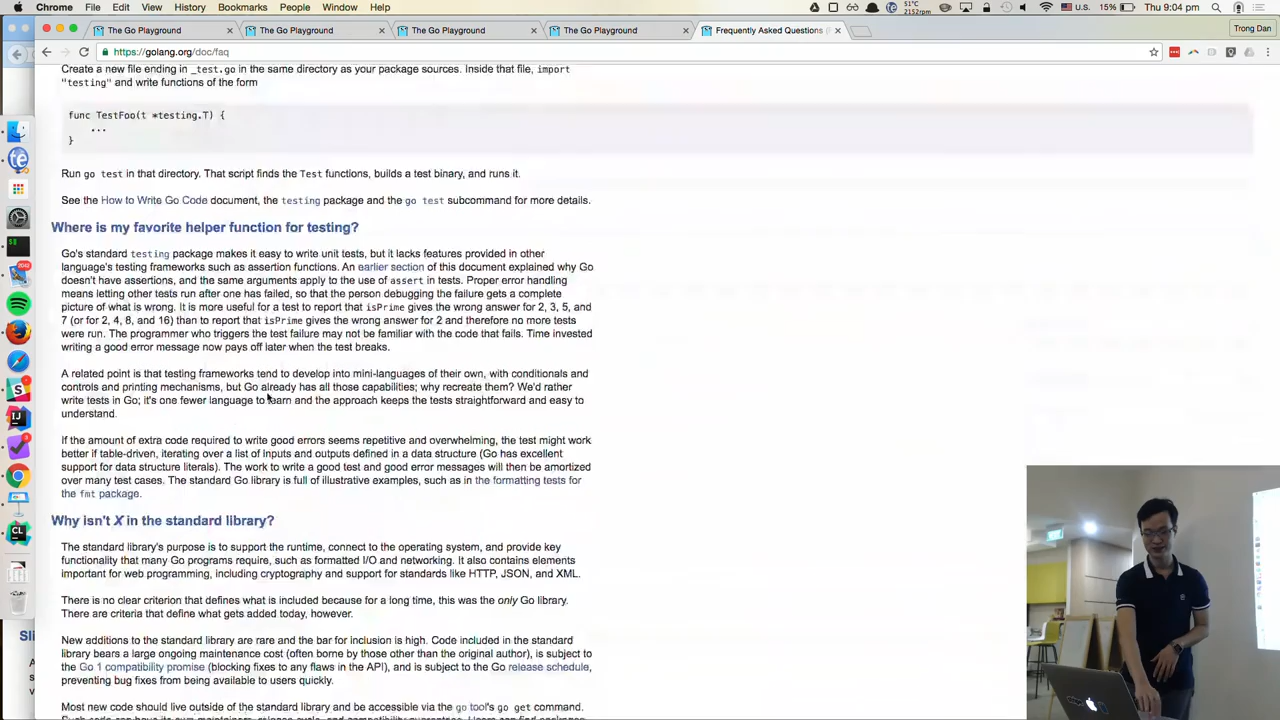 Chrome File Edit View History Bookmarks People Window Help
51°C
2152rpm
U.S. 15% Thu 9:04 pm
The Go Playground
The Go Playground
The Go Playground
The Go Playground
Frequently Asked Questions
Trong Dan
https://golang.org/doc/faq
Create a new file ending in _test.go in the same directory as your package sources. Inside that file, import
"testing" and write functions of the form
func TestFoo(t *testing.T) {
...
}
Run go test in that directory. That script finds the Test functions, builds a test binary, and runs it.
See the How to Write Go Code document, the testing package and the go test subcommand for more details.
Where is my favorite helper function for testing?
Go's standard testing package makes it easy to write unit tests, but it lacks features provided in other
language's testing frameworks such as assertion functions. An earlier section of this document explained why Go
doesn't have assertions, and the same arguments apply to the use of assert in tests. Proper error handling
means letting other tests run after one has failed, so that the person debugging the failure gets a complete
picture of what is wrong. It is more useful for a test to report that isPrime gives the wrong answer for 2, 3, 5, and
7 (or for 2, 4, 8, and 16) than to report that isPrime gives the wrong answer for 2 and therefore no more tests
were run. The programmer who triggers the test failure may not be familiar with the code that fails. Time invested
writing a good error message now pays off later when the test breaks.
A related point is that testing frameworks tend to develop into mini-languages of their own, with conditionals and
controls and printing mechanisms, but Go already has all those capabilities; why recreate them? We'd rather
write tests in Go; it's one fewer language to learn and the approach keeps the tests straightforward and easy to
understand.
If the amount of extra code required to write good errors seems repetitive and overwhelming, the test might work
better if table-driven, iterating over a list of inputs and outputs defined in a data structure (Go has excellent
support for data structure literals). The work to write a good test and good error messages will then be amortized
over many test cases. The standard Go library is full of illustrative examples, such as in the formatting tests for
the fmt package.
Why isn't X in the standard library?
The standard library's purpose is to support the runtime, connect to the operating system, and provide key
functionality that many Go programs require, such as formatted I/O and networking. It also contains elements
important for web programming, including cryptography and support for standards like HTTP, JSON, and XML.
There is no clear criterion that defines what is included because for a long time, this was the only Go library.
There are criteria that define what gets added today, however.
New additions to the standard library are rare and the bar for inclusion is high. Code included in the standard
library bears a large ongoing maintenance cost (often borne by those other than the original author), is subject to
the Go 1 compatibility promise (blocking fixes to any flaws in the API), and is subject to the Go release schedule,
preventing bug fixes from being available to users quickly.
Most new code should live outside of the standard library and be accessible via the go tool's go get command.
te
IJ
CL
Sli